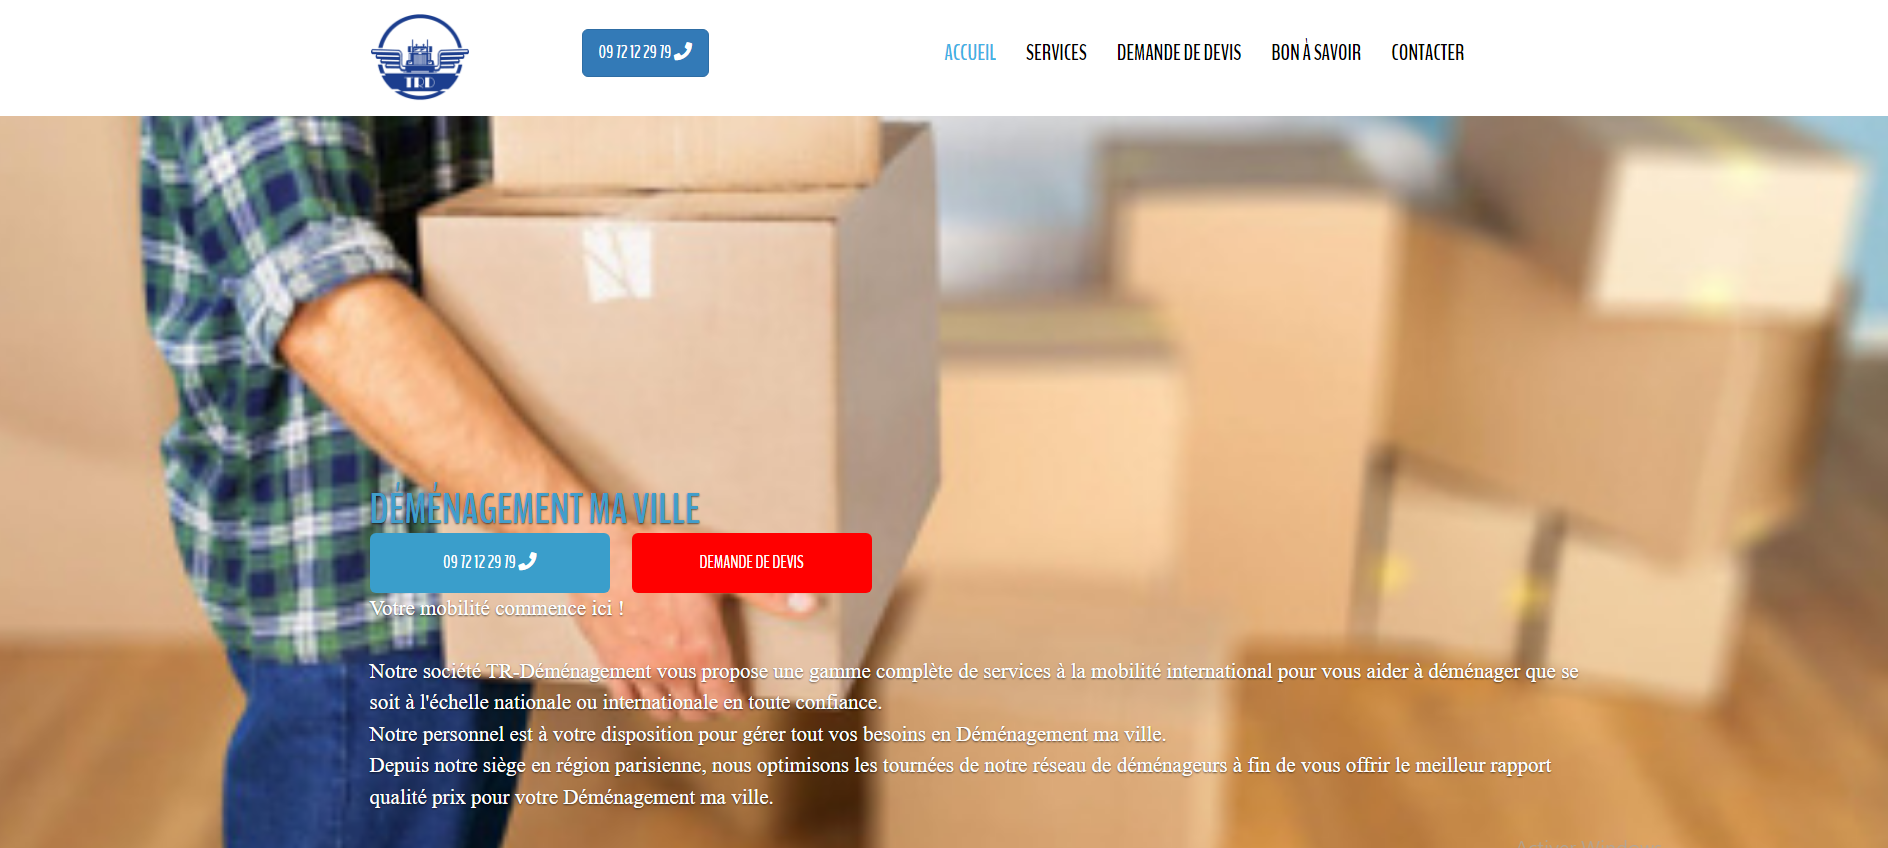 TRD
09 72 12 29 79
ACCUEIL SERVICES DEMANDE DE DEVIS BON À SAVOIR CONTACTER
DÉMÉNAGEMENT MA VILLE
09 72 12 29 79
DEMANDE DE DEVIS
Votre mobilité commence ici !
Notre société TR-Déménagement vous propose une gamme complète de services à la mobilité international pour vous aider à déménager que se
soit à l'échelle nationale ou internationale en toute confiance.
Notre personnel est à votre disposition pour gérer tout vos besoins en Déménagement ma ville.
Depuis notre siège en région parisienne, nous optimisons les tournées de notre réseau de déménageurs à fin de vous offrir le meilleur rapport
qualité prix pour votre Déménagement ma ville.